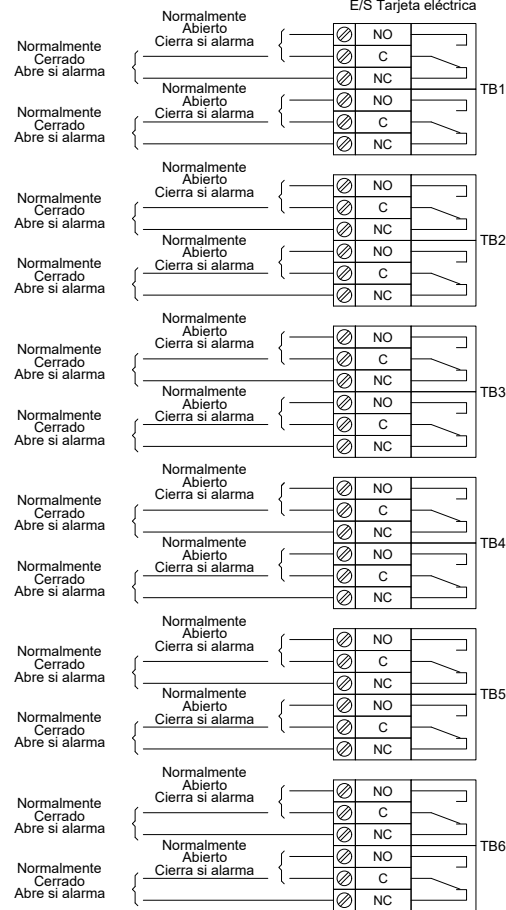 E/S Tarjeta eléctrica
Normalmente
Abierto
Cierra si alarma
NO
Normalmente
Cerrado
Abre si alarma
C
NC
TB1
Normalmente
Abierto
Cierra si alarma
NO
Normalmente
Cerrado
Abre si alarma
C
NC
Normalmente
Abierto
Cierra si alarma
NO
Normalmente
Cerrado
Abre si alarma
C
NC
TB2
Normalmente
Abierto
Cierra si alarma
NO
Normalmente
Cerrado
Abre si alarma
C
NC
Normalmente
Abierto
Cierra si alarma
NO
Normalmente
Cerrado
Abre si alarma
C
NC
TB3
Normalmente
Abierto
Cierra si alarma
NO
Normalmente
Cerrado
Abre si alarma
C
NC
Normalmente
Abierto
Cierra si alarma
NO
Normalmente
Cerrado
Abre si alarma
C
NC
TB4
Normalmente
Abierto
Cierra si alarma
NO
Normalmente
Cerrado
Abre si alarma
C
NC
Normalmente
Abierto
Cierra si alarma
NO
Normalmente
Cerrado
Abre si alarma
C
NC
TB5
Normalmente
Abierto
Cierra si alarma
NO
Normalmente
Cerrado
Abre si alarma
C
NC
Normalmente
Abierto
Cierra si alarma
NO
Normalmente
Cerrado
Abre si alarma
C
NC
TB6
Normalmente
Abierto
Cierra si alarma
NO
Normalmente
Cerrado
Abre si alarma
C
NC